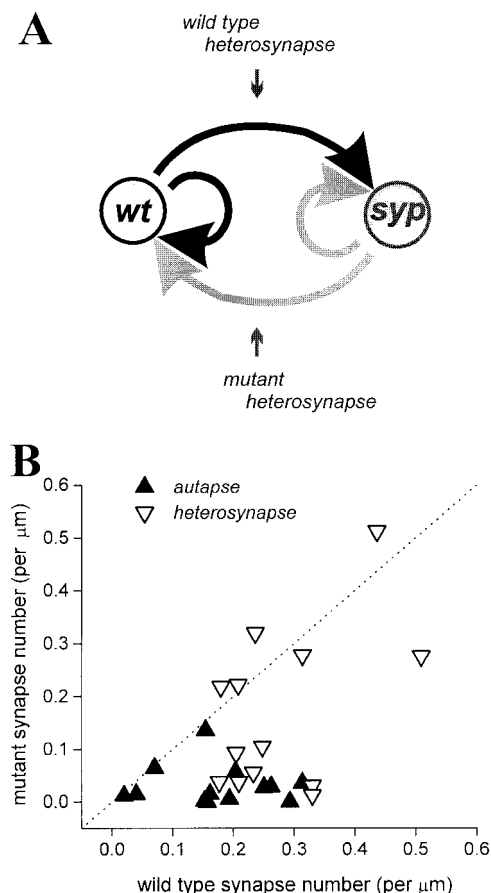 A
wild type
heterosynapse
wt
syp
mutant
heterosynapse
B
autapse
heterosynapse
mutant synapse number (per μm)
0.6
0.5
0.4
0.3
0.2
0.1
0.0
0.0
0.1
0.2
0.3
0.4
0.5
0.6
wild type synapse number (per μm)